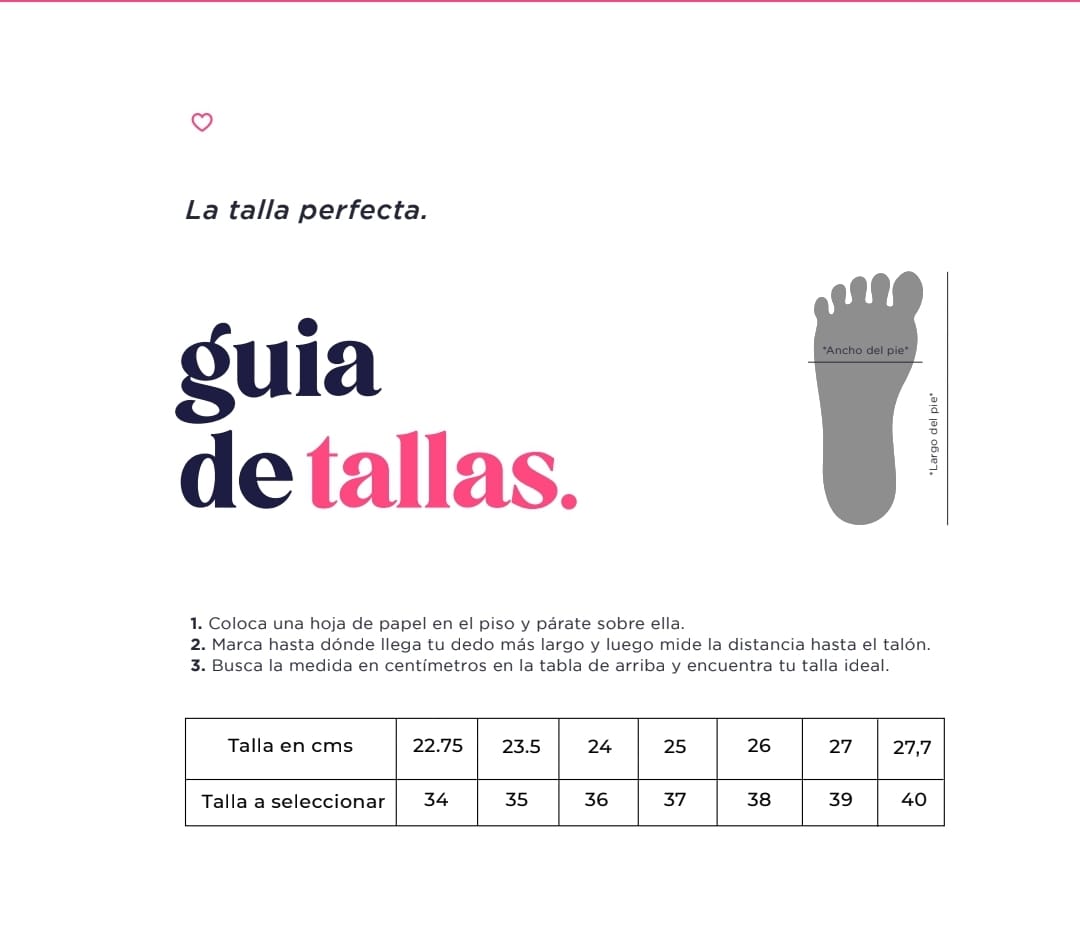 La talla perfecta.
guia
de tallas.
*Ancho del pie*
*Largo del pie*
1. Coloca una hoja de papel en el piso y párate sobre ella.
2. Marca hasta dónde llega tu dedo más largo y luego mide la distancia hasta el talón.
3. Busca la medida en centímetros en la tabla de arriba y encuentra tu talla ideal.
Talla en cms 22.75 23.5 24 25 26 27 27,7
Talla a seleccionar 34 35 36 37 38 39 40